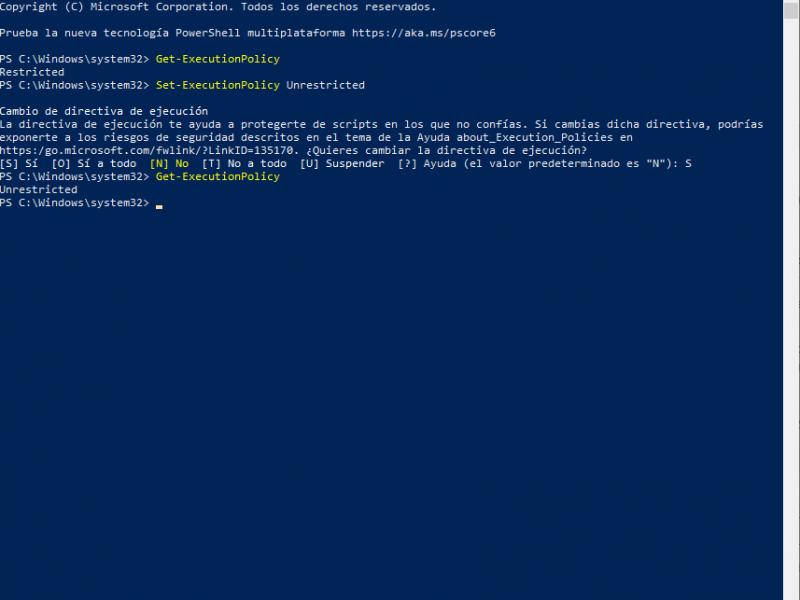 Copyright (C) Microsoft Corporation. Todos los derechos reservados.
Prueba la nueva tecnología PowerShell multiplataforma https://aka.ms/pscore6
PS C:\Windows\system32> Get-ExecutionPolicy
Restricted
PS C:\Windows\system32> Set-ExecutionPolicy Unrestricted
Cambio de directiva de ejecución
La directiva de ejecución te ayuda a protegerte de scripts en los que no confías. Si cambias dicha directiva, podrías
exponerte a los riesgos de seguridad descritos en el tema de la Ayuda about_Execution_Policies en
https:/go.microsoft.com/fwlink/?LinkID=135170. ¿Quieres cambiar la directiva de ejecución?
[S] Sí  [O] Sí a todo  [N] No  [T] No a todo  [U] Suspender  [?] Ayuda (el valor predeterminado es "N"): S
PS C:\Windows\system32> Get-ExecutionPolicy
Unrestricted
PS C:\Windows\system32>